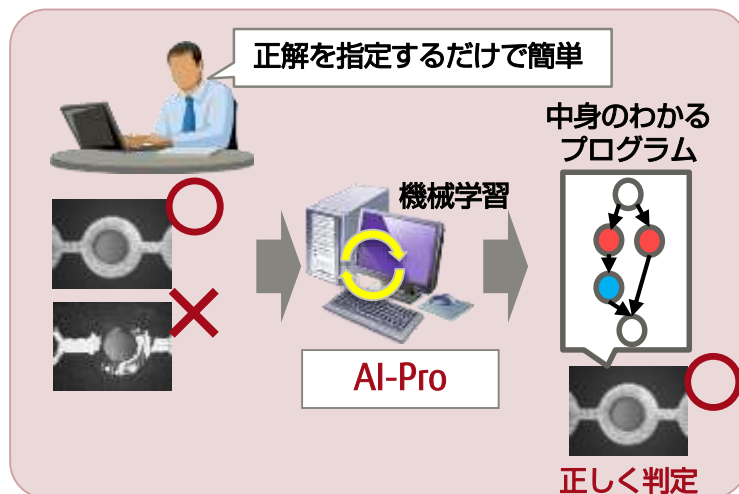 正解を指定するだけで簡単
中身のわかる
プログラム
機械学習
AI-Pro
正しく判定